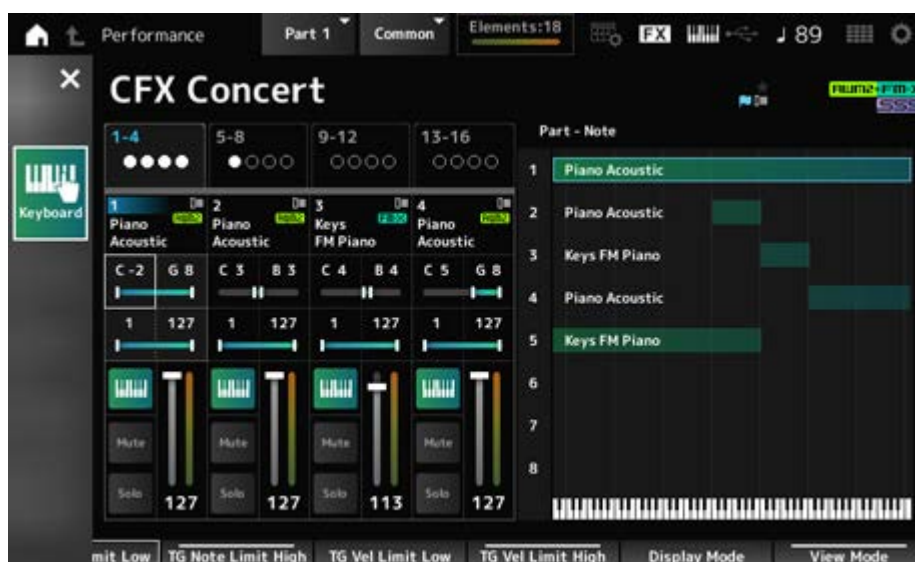 Performance Part 1 Common Elements:18 FX ♩ 89
×
CFX Concert
Keyboard
1-4 5-8 9-12 13-16
1 Piano Acoustic
2 Piano Acoustic
3 Keys FM Piano
4 Piano Acoustic
C -2 G 8 C 3 B 3 C 4 B 4 C 5 G 8
1 127 1 127 1 127 1 127
Mute Mute Mute Mute
Solo 127 Solo 127 Solo 113 Solo 127
Part - Note
1 Piano Acoustic
2 Piano Acoustic
3 Keys FM Piano
4 Piano Acoustic
5 Keys FM Piano
6
7
8
mit Low TG Note Limit High TG Vel Limit Low TG Vel Limit High Display Mode View Mode